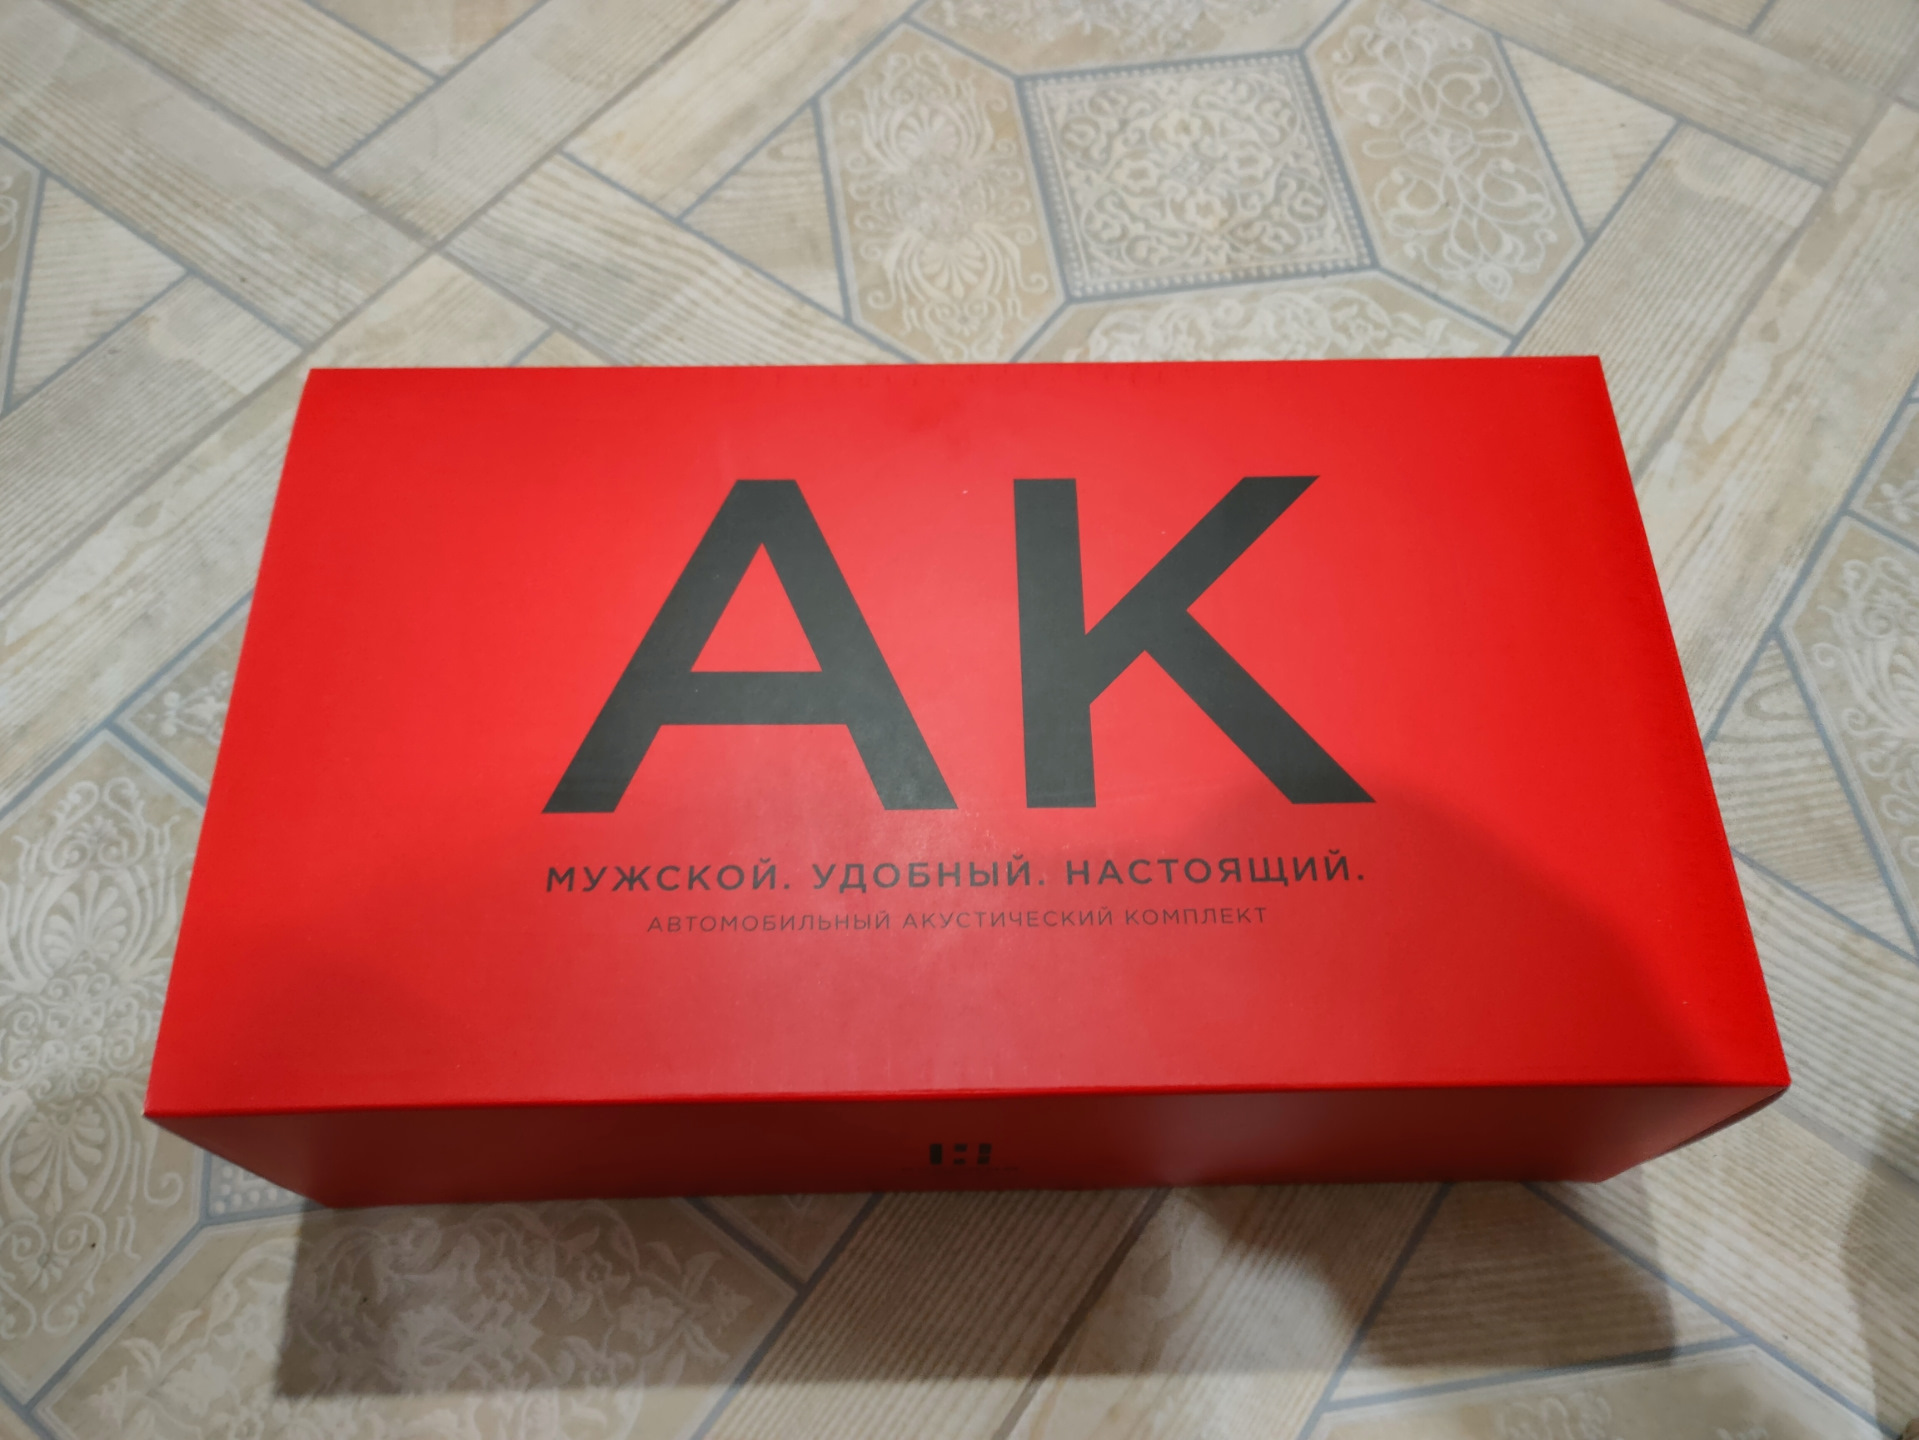 АК
МУЖСКОЙ. УДОБНЫЙ. НАСТОЯЩИЙ.
АВТОМОБИЛЬНЫЙ АКУСТИЧЕСКИЙ КОМПЛЕКТ